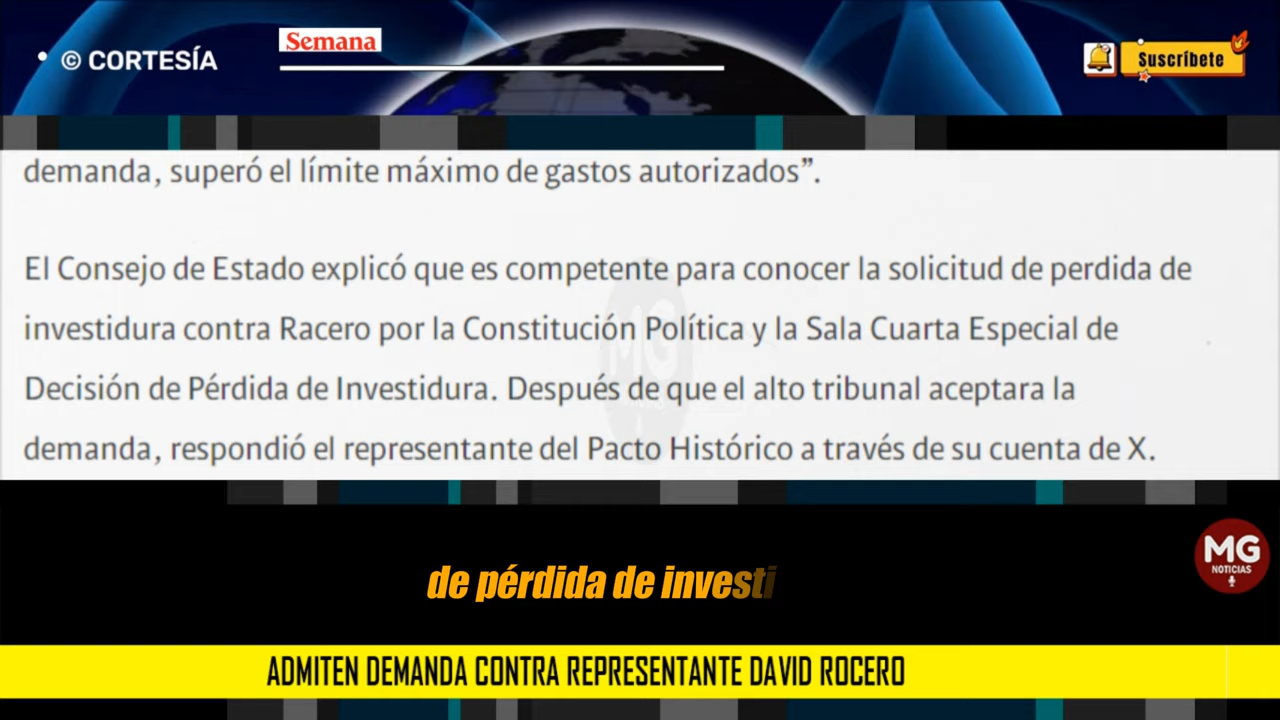 © CORTESÍA
Semana
Suscríbete
demanda, superó el límite máximo de gastos autorizados”.
El Consejo de Estado explicó que es competente para conocer la solicitud de perdida de
investidura contra Racero por la Constitución Política y la Sala Cuarta Especial de
Decisión de Pérdida de Investidura. Después de que el alto tribunal aceptara la
demanda, respondió el representante del Pacto Histórico a través de su cuenta de X.
MG
de pérdida de investi
MG
NOTICIAS
ADMITEN DEMANDA CONTRA REPRESENTANTE DAVID ROCERO